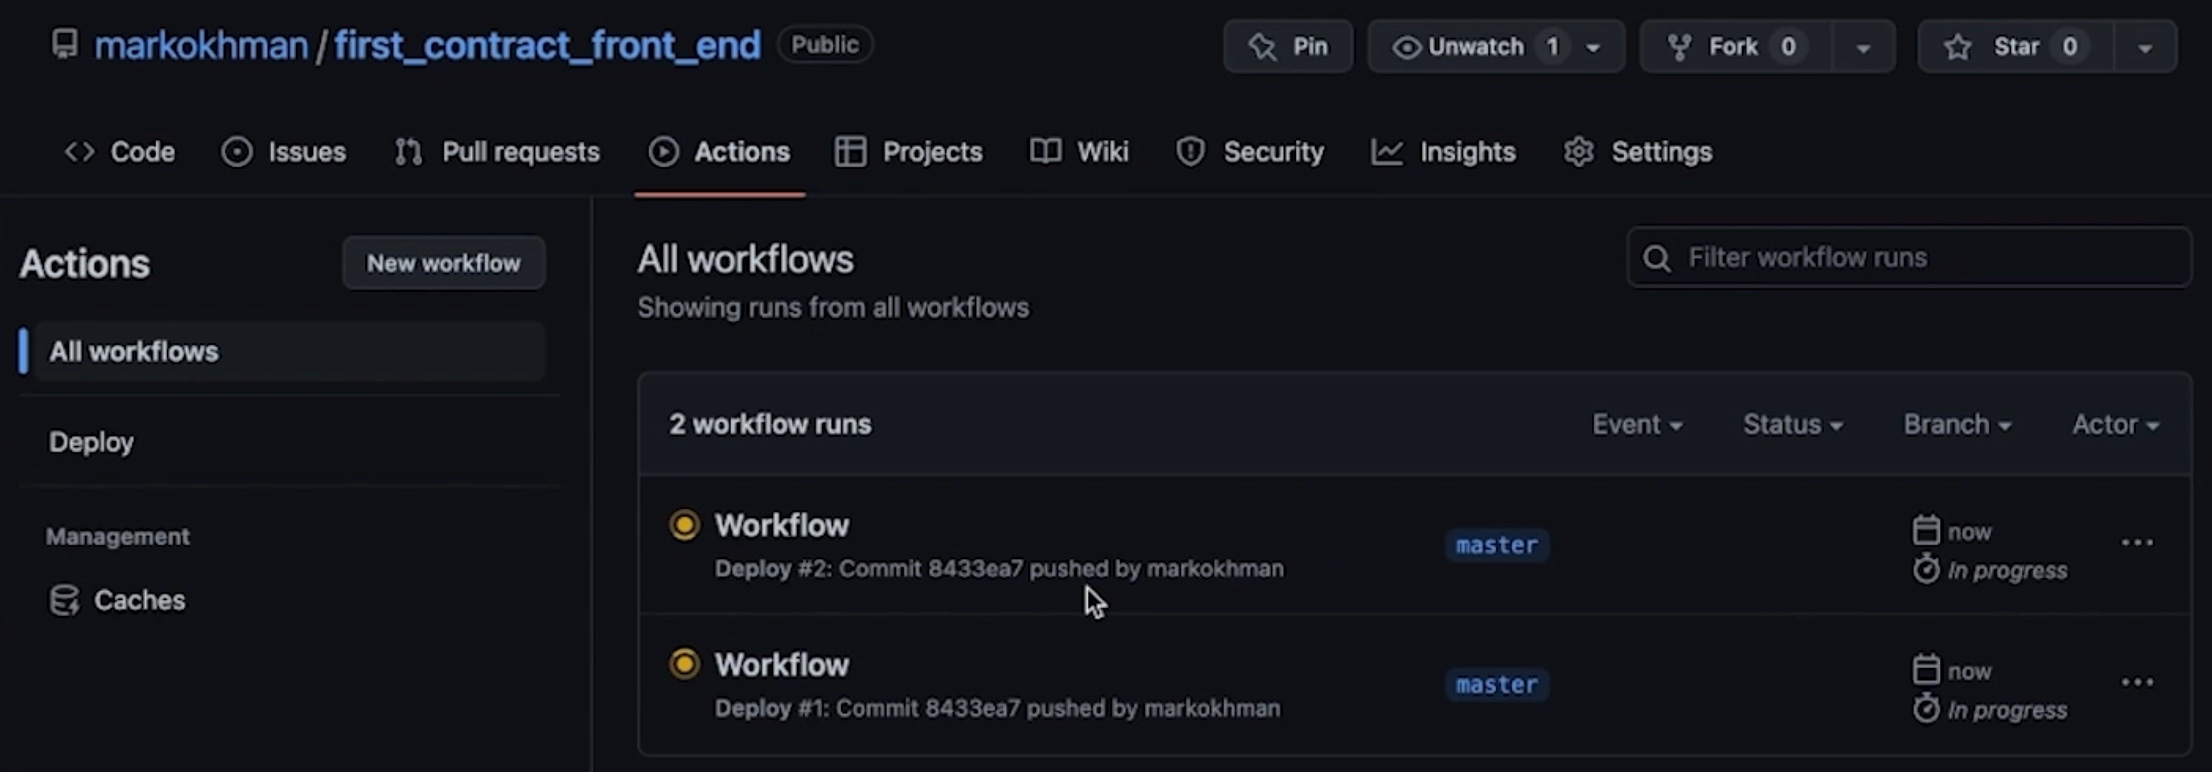 markokhman / first_contract_front_end Public Pin Unwatch 1 Fork 0 Star 0
Code Issues Pull requests Actions Projects Wiki Security Insights Settings
Actions New workflow
All workflows
Deploy
Management
Caches
All workflows
Showing runs from all workflows
Filter workflow runs
2 workflow runs Event Status Branch Actor
Workflow
Deploy #2: Commit 8433ea7 pushed by markokhman
master
now
In progress
Workflow
Deploy #1: Commit 8433ea7 pushed by markokhman
master
now
In progress